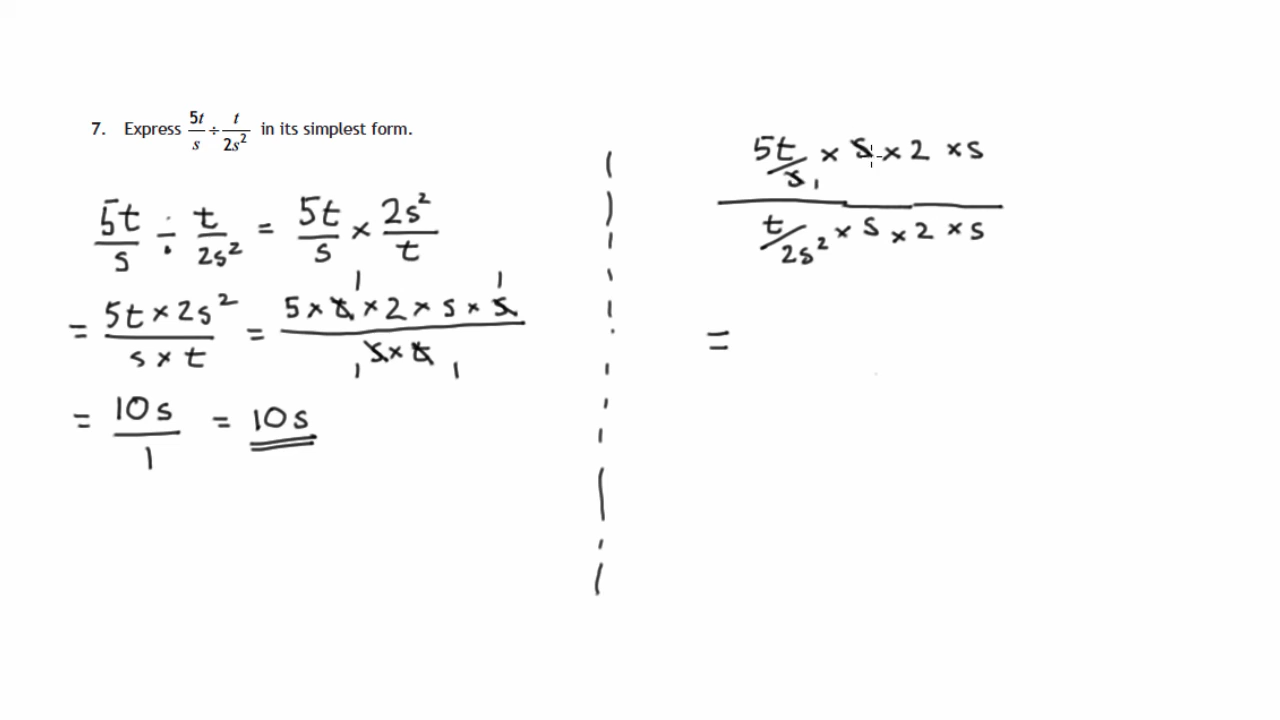 7. Express 5t/s ÷ t/2s² in its simplest form.
5t/s ÷ t/2s² = 5t/s × 2s²/t
= 5t × 2s² / s × t = 5 × t × 2 × s × s / s × t
1 1
1 1
= 10s/1 = 10s
5t/s × s × 2 × s
1
t/2s² × s × 2 × s
=